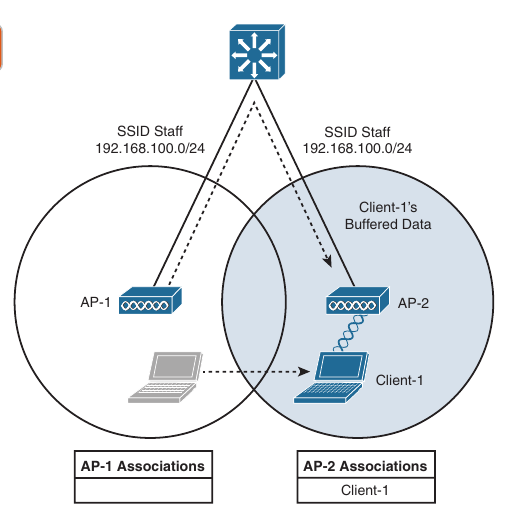 SSID Staff
192.168.100.0/24
SSID Staff
192.168.100.0/24
Client-1’s
Buffered Data
AP-1
AP-2
Client-1
AP-1 Associations
AP-2 Associations
Client-1